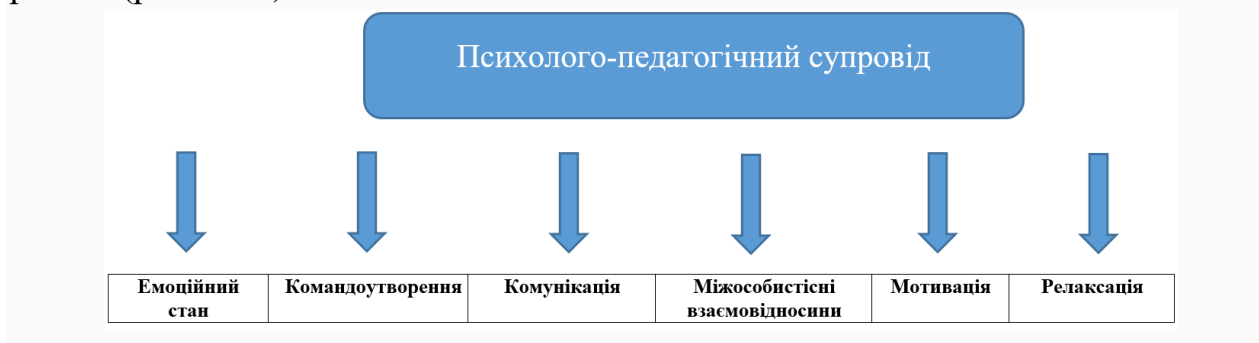 Психолого-педагогічний супровід
Емоційний стан
Командоутворення
Комунікація
Міжособистісні взаємовідносини
Мотивація
Релаксація